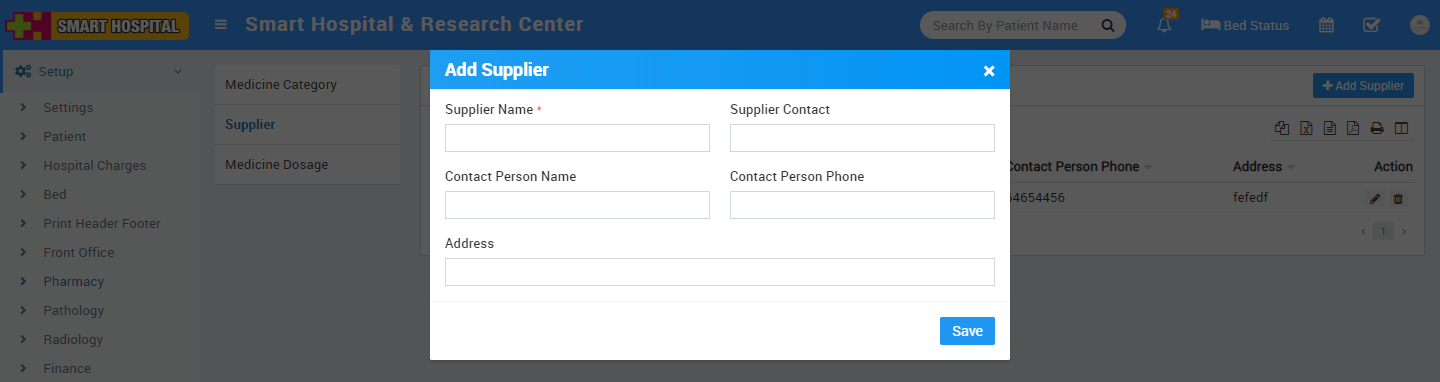 SMART HOSPITAL
Smart Hospital & Research Center
Search By Patient Name
24
Bed Status
Setup
Settings
Patient
Hospital Charges
Bed
Print Header Footer
Front Office
Pharmacy
Pathology
Radiology
Finance
Medicine Category
Supplier
Medicine Dosage
Add Supplier
×
Supplier Name *
Supplier Contact
Contact Person Name
Contact Person Phone
Address
Save
+ Add Supplier
Contact Person Phone
Address
Action
54654456
fefedf
1